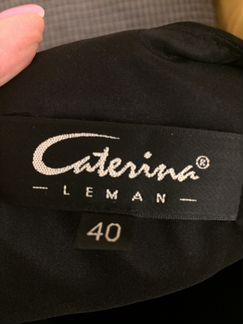 Caterina®
- LEMAN -
40